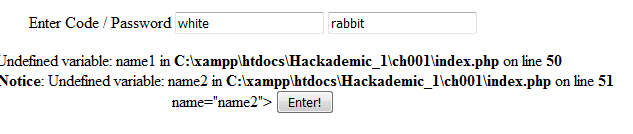 Enter Code / Password white rabbit
Undefined variable: name1 in C:\xampp\htdocs\Hackademic_1\ch001\index.php on line 50
Notice: Undefined variable: name2 in C:\xampp\htdocs\Hackademic_1\ch001\index.php on line 51
name="name2"> Enter!